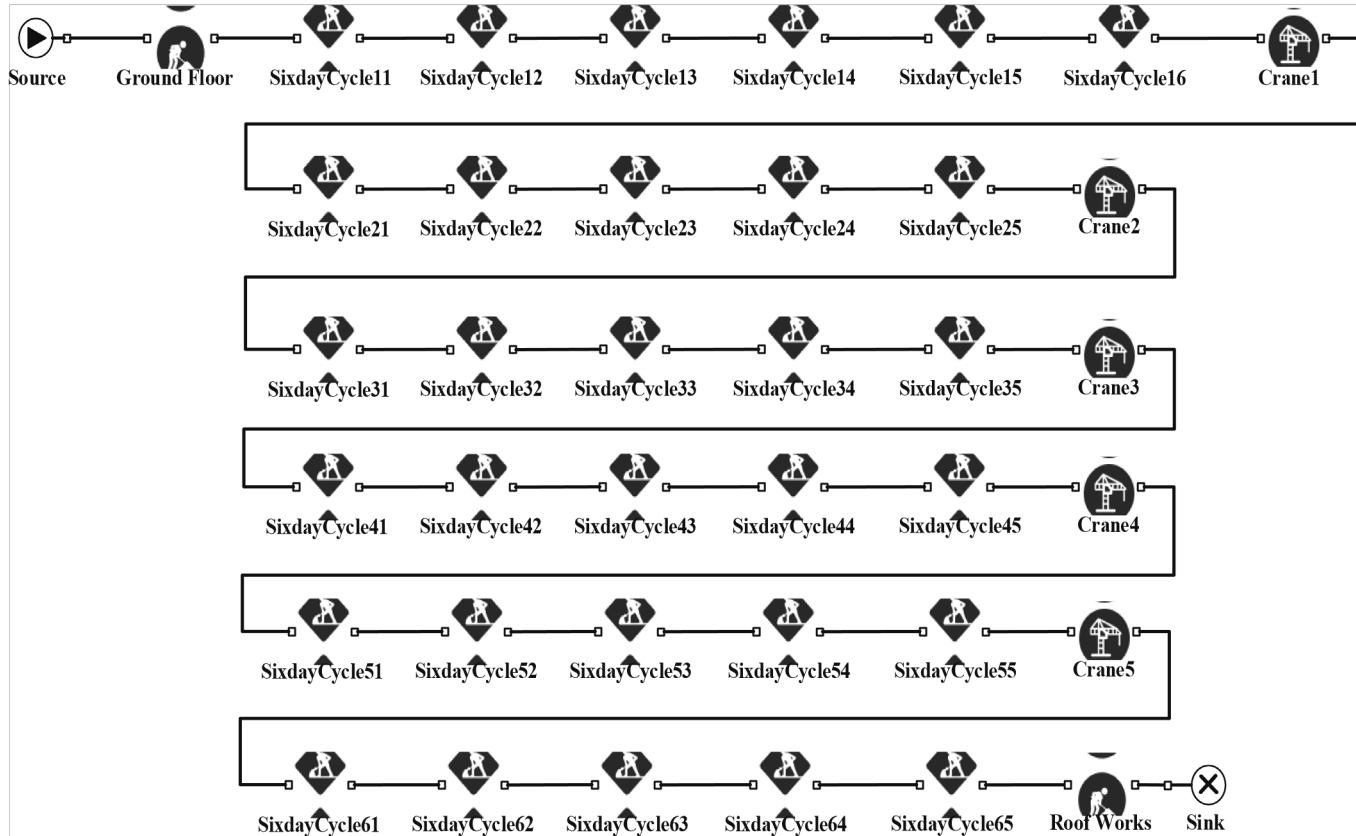 Source Ground Floor SixdayCycle11 SixdayCycle12 SixdayCycle13 SixdayCycle14 SixdayCycle15 SixdayCycle16 Crane1
SixdayCycle21 SixdayCycle22 SixdayCycle23 SixdayCycle24 SixdayCycle25 Crane2
SixdayCycle31 SixdayCycle32 SixdayCycle33 SixdayCycle34 SixdayCycle35 Crane3
SixdayCycle41 SixdayCycle42 SixdayCycle43 SixdayCycle44 SixdayCycle45 Crane4
SixdayCycle51 SixdayCycle52 SixdayCycle53 SixdayCycle54 SixdayCycle55 Crane5
SixdayCycle61 SixdayCycle62 SixdayCycle63 SixdayCycle64 SixdayCycle65 Roof Works Sink